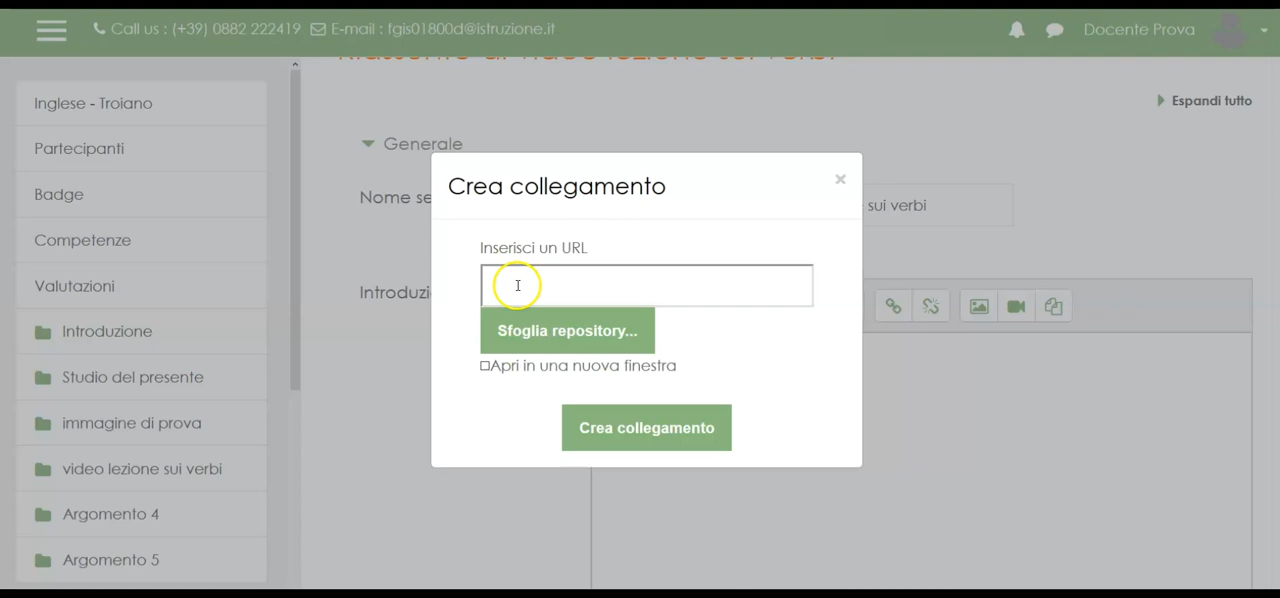 Call us : (+39) 0882 222419 E-mail : fgis01800d@istruzione.it
Docente Prova
Espandi tutto
Inglese - Troiano
Partecipanti
Badge
Competenze
Valutazioni
Introduzione
Studio del presente
immagine di prova
video lezione sui verbi
Argomento 4
Argomento 5
Generale
Nome se
sui verbi
Introduzi
Crea collegamento
×
Inserisci un URL
Sfoglia repository...
Apri in una nuova finestra
Crea collegamento